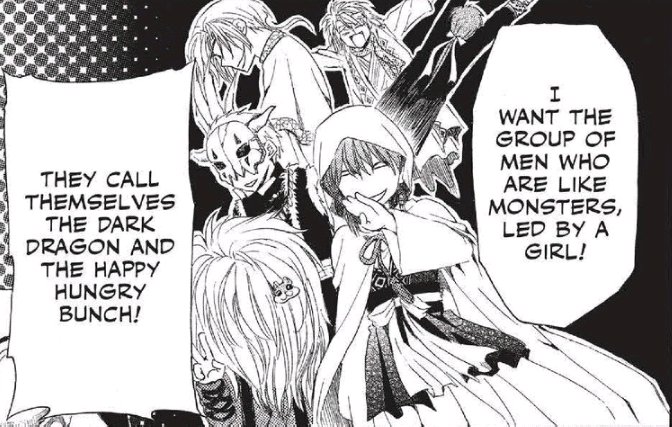 I
WANT THE
GROUP OF
MEN WHO
ARE LIKE
MONSTERS,
LED BY A
GIRL!
THEY CALL
THEMSELVES
THE DARK
DRAGON AND
THE HAPPY
HUNGRY
BUNCH!